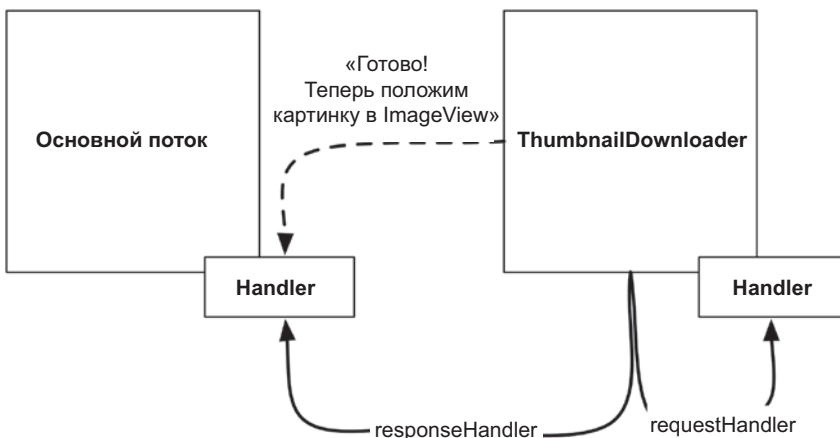 «Готово!
Теперь положим
картинку в ImageView»
Основной поток
ThumbnailDownloader
Handler
Handler
responseHandler
requestHandler